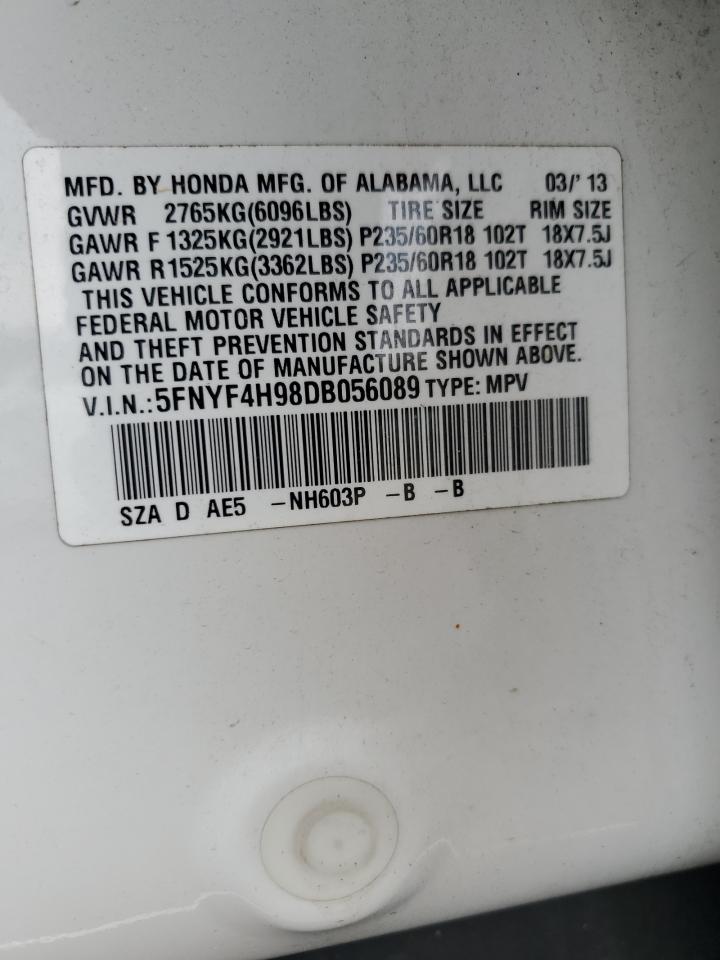 MFD. BY HONDA MFG. OF ALABAMA, LLC 03/'13
GVWR 2765KG(6096LBS) TIRE SIZE RIM SIZE
GAWR F 1325KG(2921LBS) P235/60R18 102T 18X7.5J
GAWR R 1525KG(3362LBS) P235/60R18 102T 18X7.5J
THIS VEHICLE CONFORMS TO ALL APPLICABLE
FEDERAL MOTOR VEHICLE SAFETY
AND THEFT PREVENTION STANDARDS IN EFFECT
ON THE DATE OF MANUFACTURE SHOWN ABOVE.
V.I.N.: 5FNYF4H98DB056089 TYPE: MPV
SZA D AE5 -NH603P -B -B